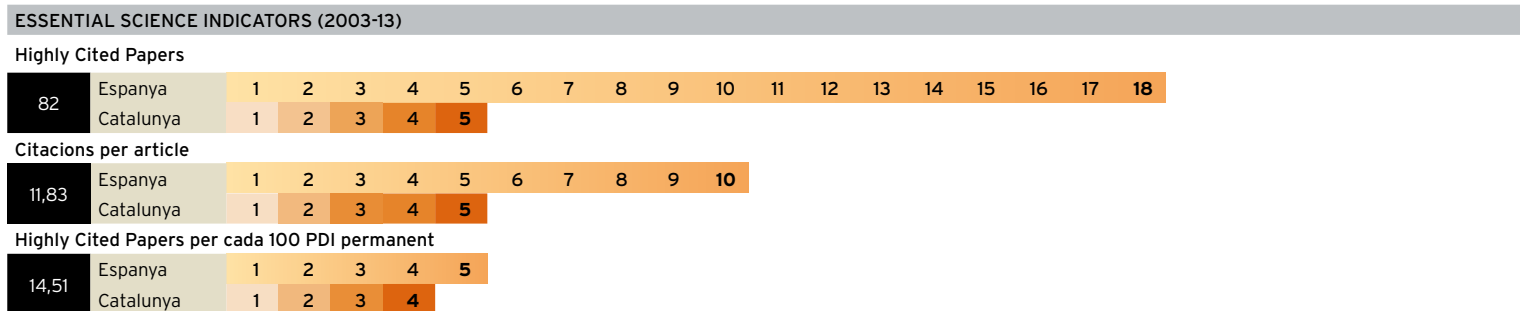 ESSENTIAL SCIENCE INDICATORS (2003-13)
Highly Cited Papers
82
Espanya 1 2 3 4 5 6 7 8 9 10 11 12 13 14 15 16 17 18
Catalunya 1 2 3 4 5
Citacions per article
11,83
Espanya 1 2 3 4 5 6 7 8 9 10
Catalunya 1 2 3 4 5
Highly Cited Papers per cada 100 PDI permanent
14,51
Espanya 1 2 3 4 5
Catalunya 1 2 3 4